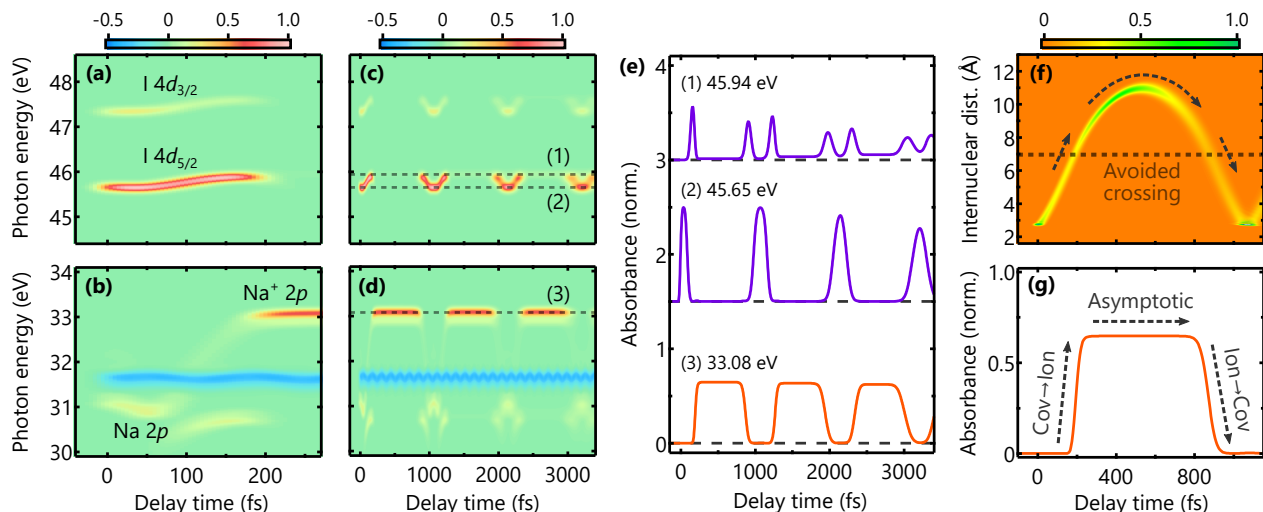 -0.5 0 0.5 1.0
-0.5 0 0.5 1.0
0 0.5 1.0
(a)
I 4d3/2
I 4d5/2
Photon energy (eV)
48
47
46
45
(c)
(1)
(2)
(b)
Na+ 2p
Na 2p
Photon energy (eV)
34
33
32
31
30
0 100 200
Delay time (fs)
(d)
(3)
0 1000 2000 3000
Delay time (fs)
(e)
(1) 45.94 eV
(2) 45.65 eV
(3) 33.08 eV
Absorbance (norm.)
4
3
2
1
0
0 1000 2000 3000
Delay time (fs)
(f)
Avoided
crossing
Internuclear dist. (Å)
12
10
8
6
4
2
(g)
Asymptotic
Cov→Ion
Ion→Cov
Absorbance (norm.)
1.0
0.5
0
0 400 800
Delay time (fs)